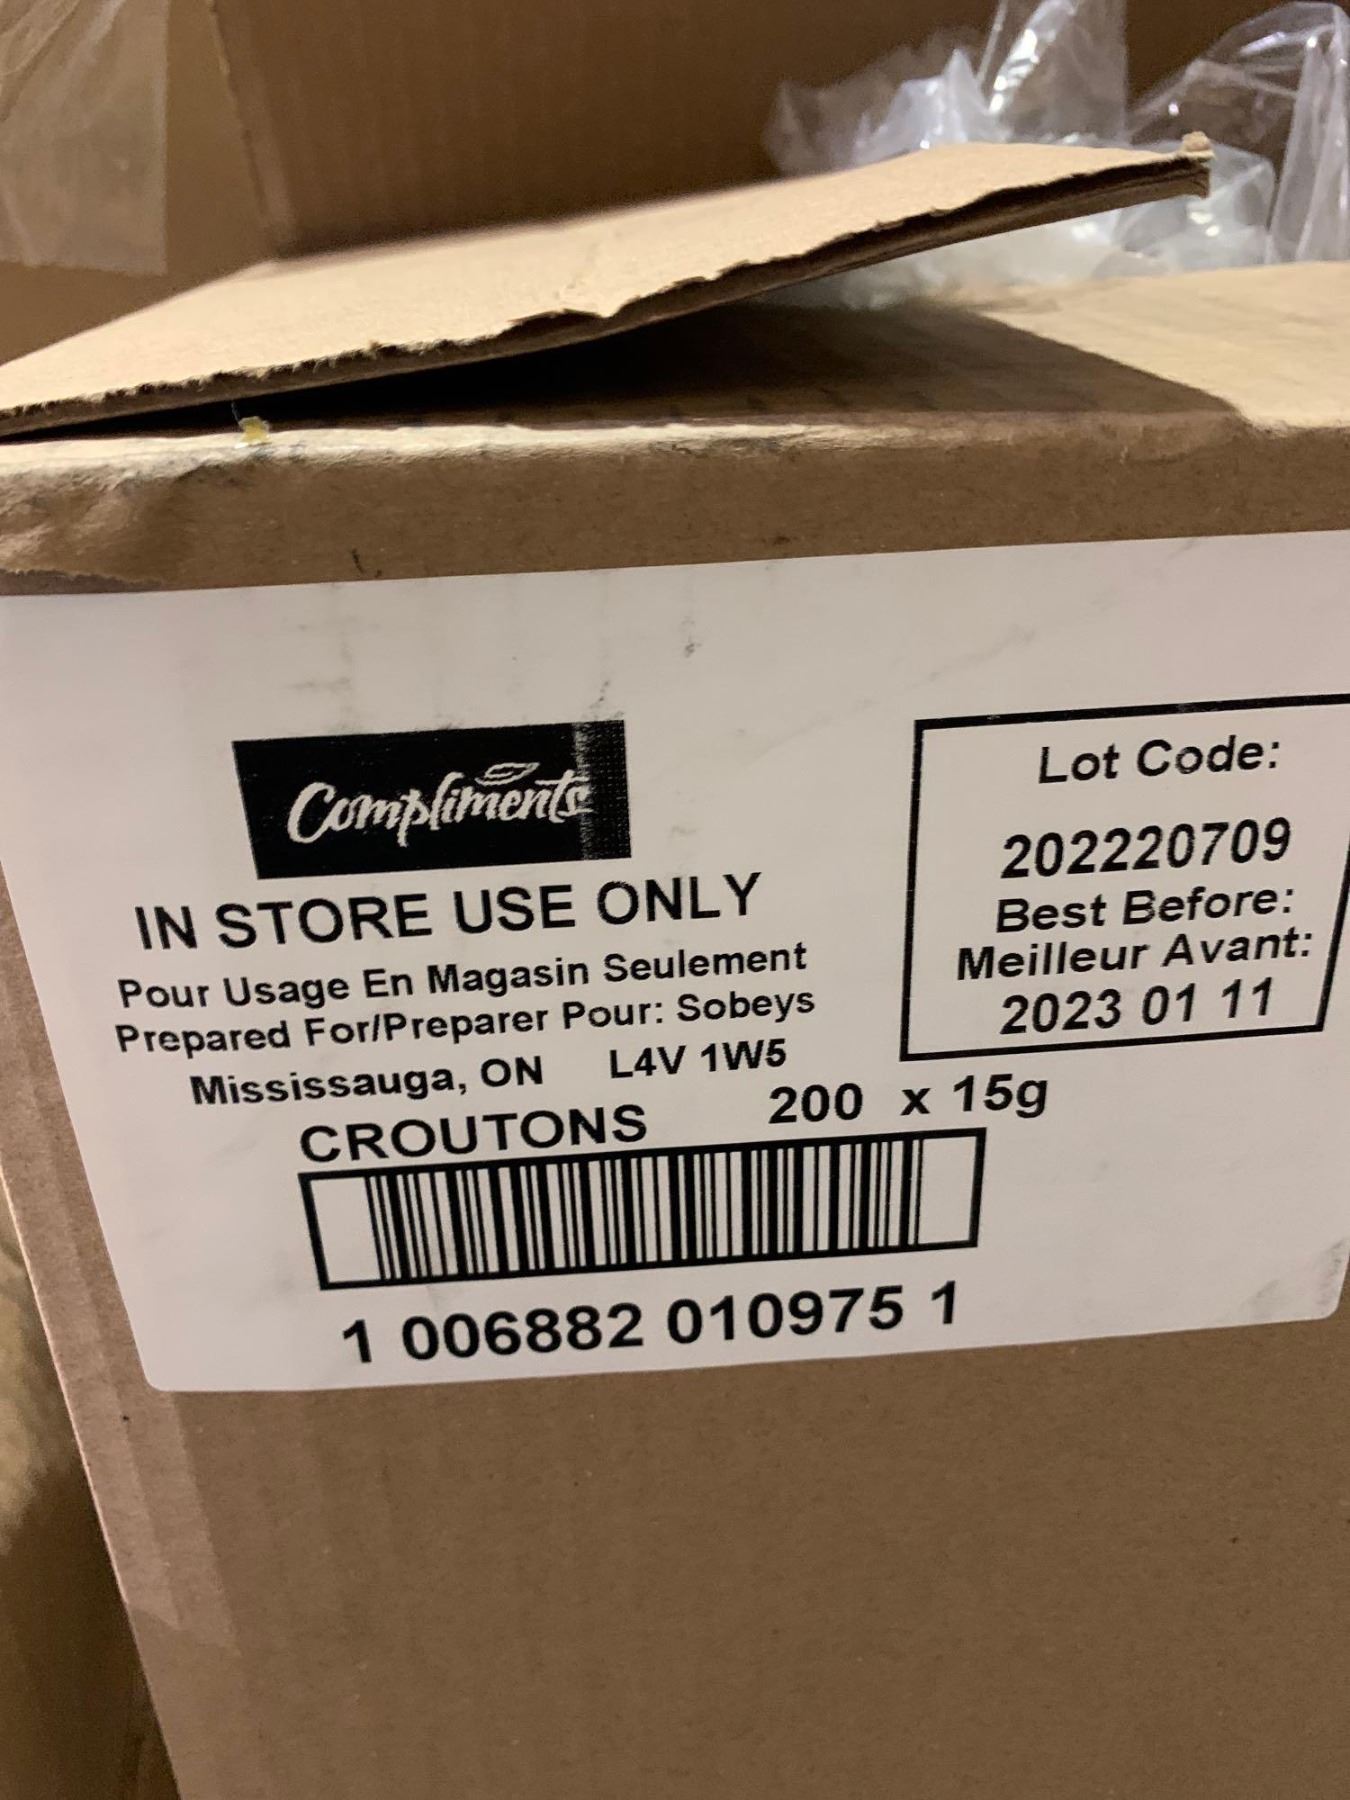 Compliments
IN STORE USE ONLY
Pour Usage En Magasin Seulement
Prepared For/Preparer Pour: Sobeys
Mississauga, ON L4V 1W5
CROUTONS 200 x 15g
1 006882 010975 1
Lot Code:
202220709
Best Before:
Meilleur Avant:
2023 01 11